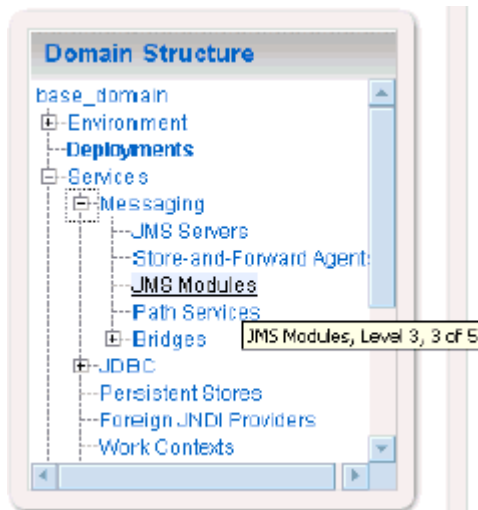 Domain Structure
base_domain
Environment
Deployments
Services
Messaging
JMS Servers
Store-and-Forward Agent
JMS Modules
Path Services
Bridges
JMS Modules, Level 3, 3 of 5
JDBC
Persistent Stores
Foreign JNDI Providers
Work Contexts